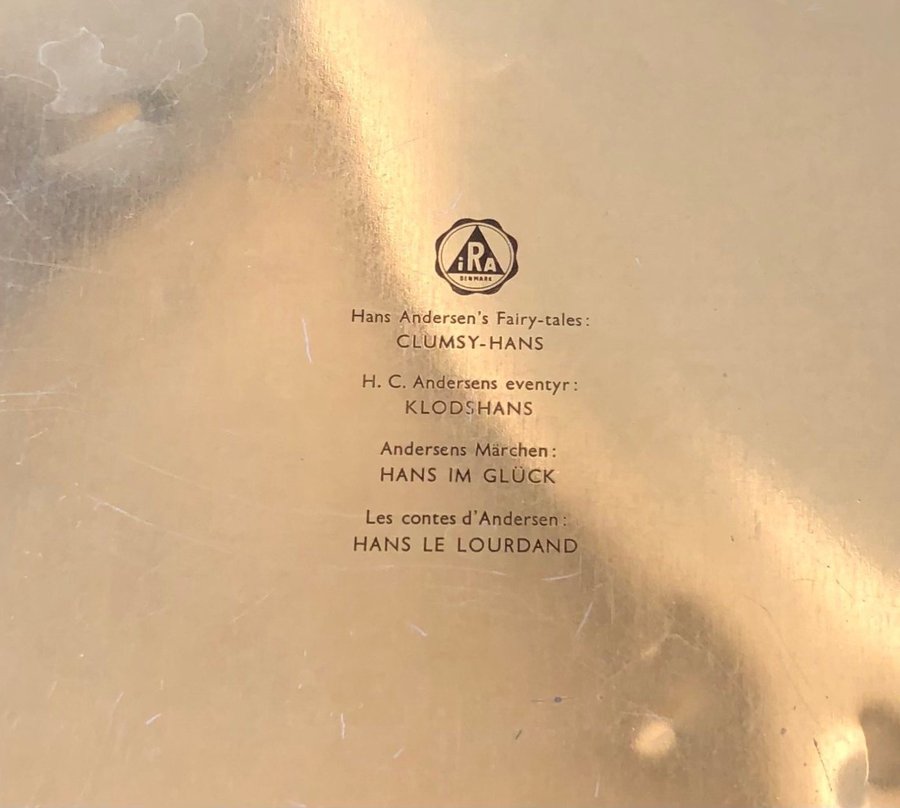 iRA
DENMARK
Hans Andersen's Fairy-tales:
CLUMSY-HANS
H. C. Andersens eventyr:
KLODSHANS
Andersens Märchen:
HANS IM GLÜCK
Les contes d'Andersen:
HANS LE LOURDAND